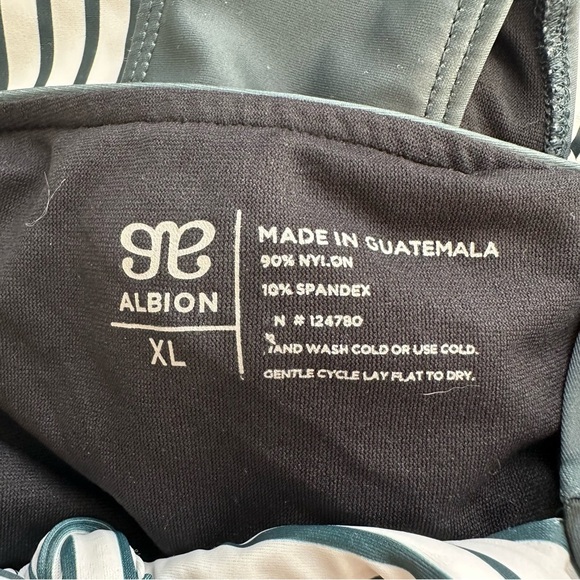 ALBION
XL
MADE IN GUATEMALA
90% NYLON
10% SPANDEX
N # 124780
AND WASH COLD OR USE COLD.
GENTLE CYCLE LAY FLAT TO DRY.